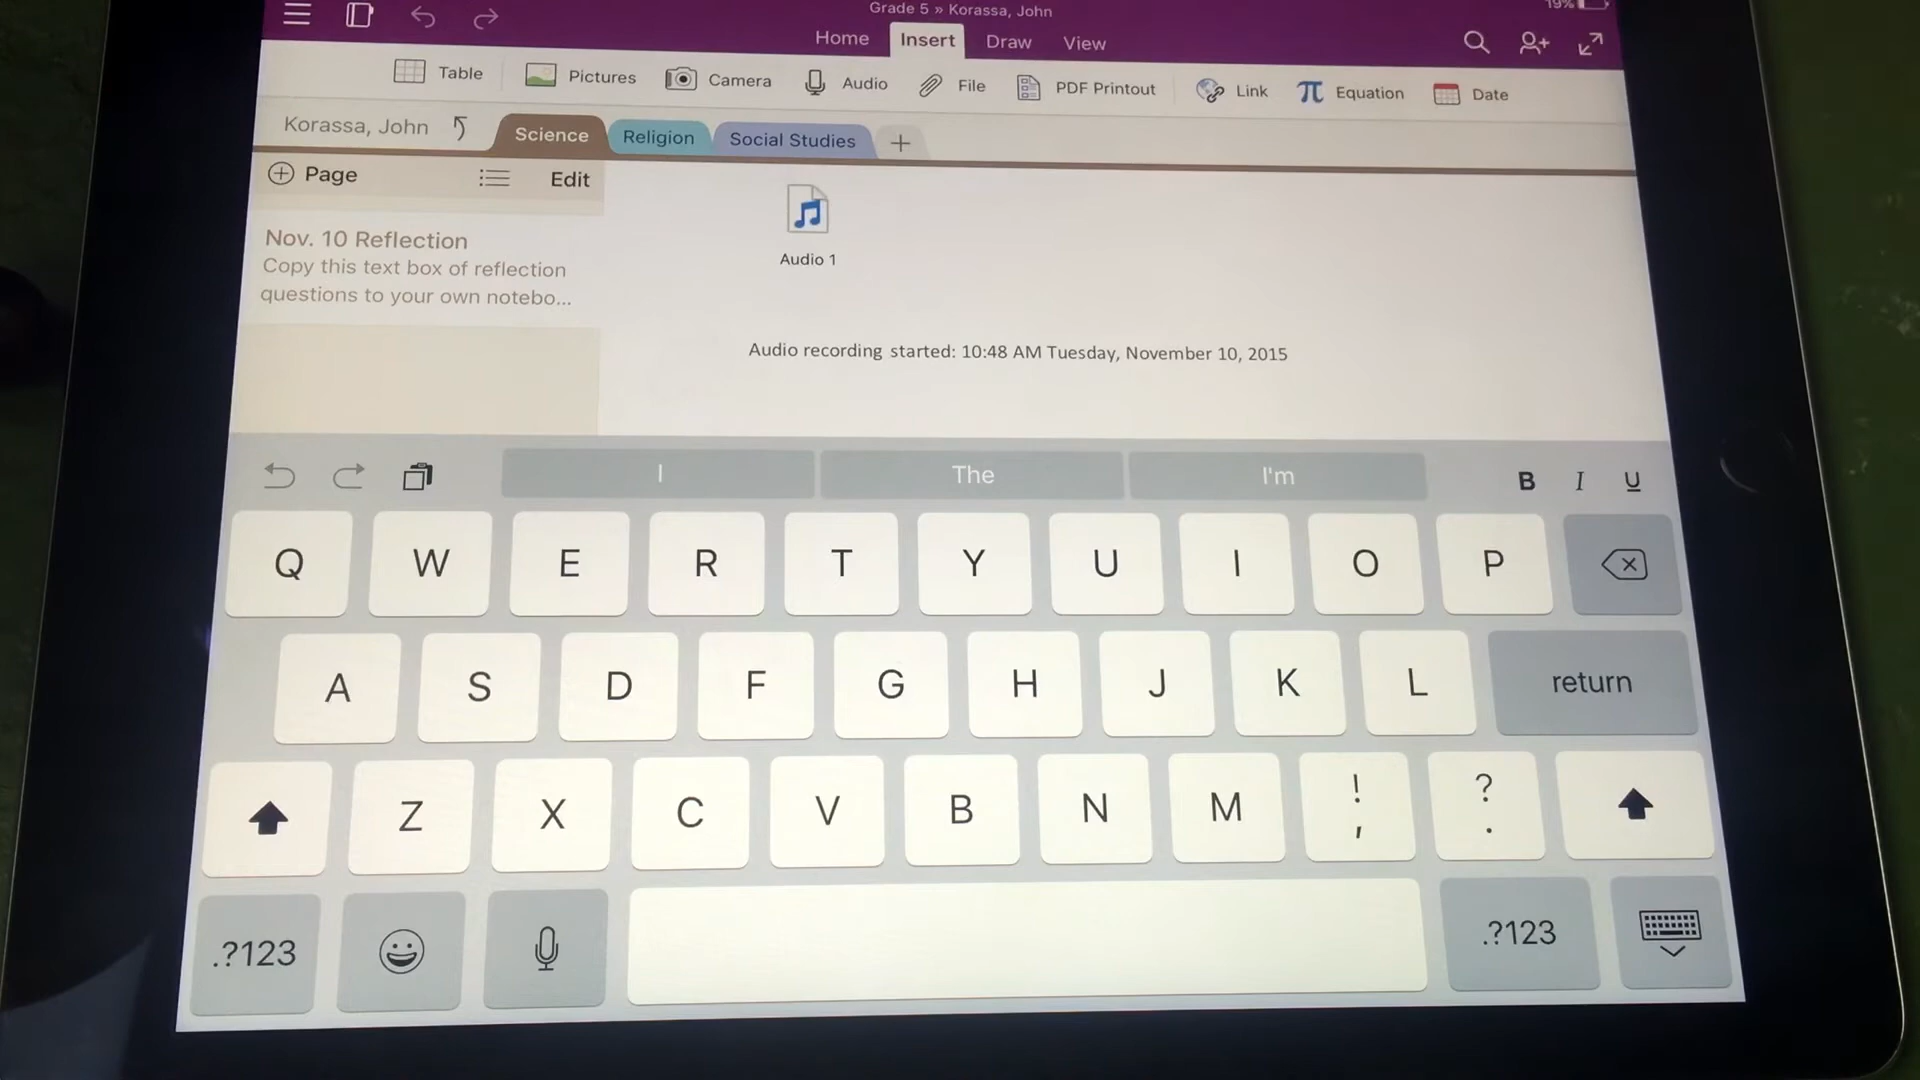 19%
Grade 5 » Korassa, John
Home Insert Draw View
Table Pictures Camera Audio File PDF Printout Link Equation Date
Korassa, John Science Religion Social Studies +
Page Edit
Nov. 10 Reflection
Copy this text box of reflection
questions to your own notebo...
Audio 1
Audio recording started: 10:48 AM Tuesday, November 10, 2015
I The I'm B I U
Q W E R T Y U I O P
A S D F G H J K L return
Z X C V B N M ! , ? .
.?123 .?123